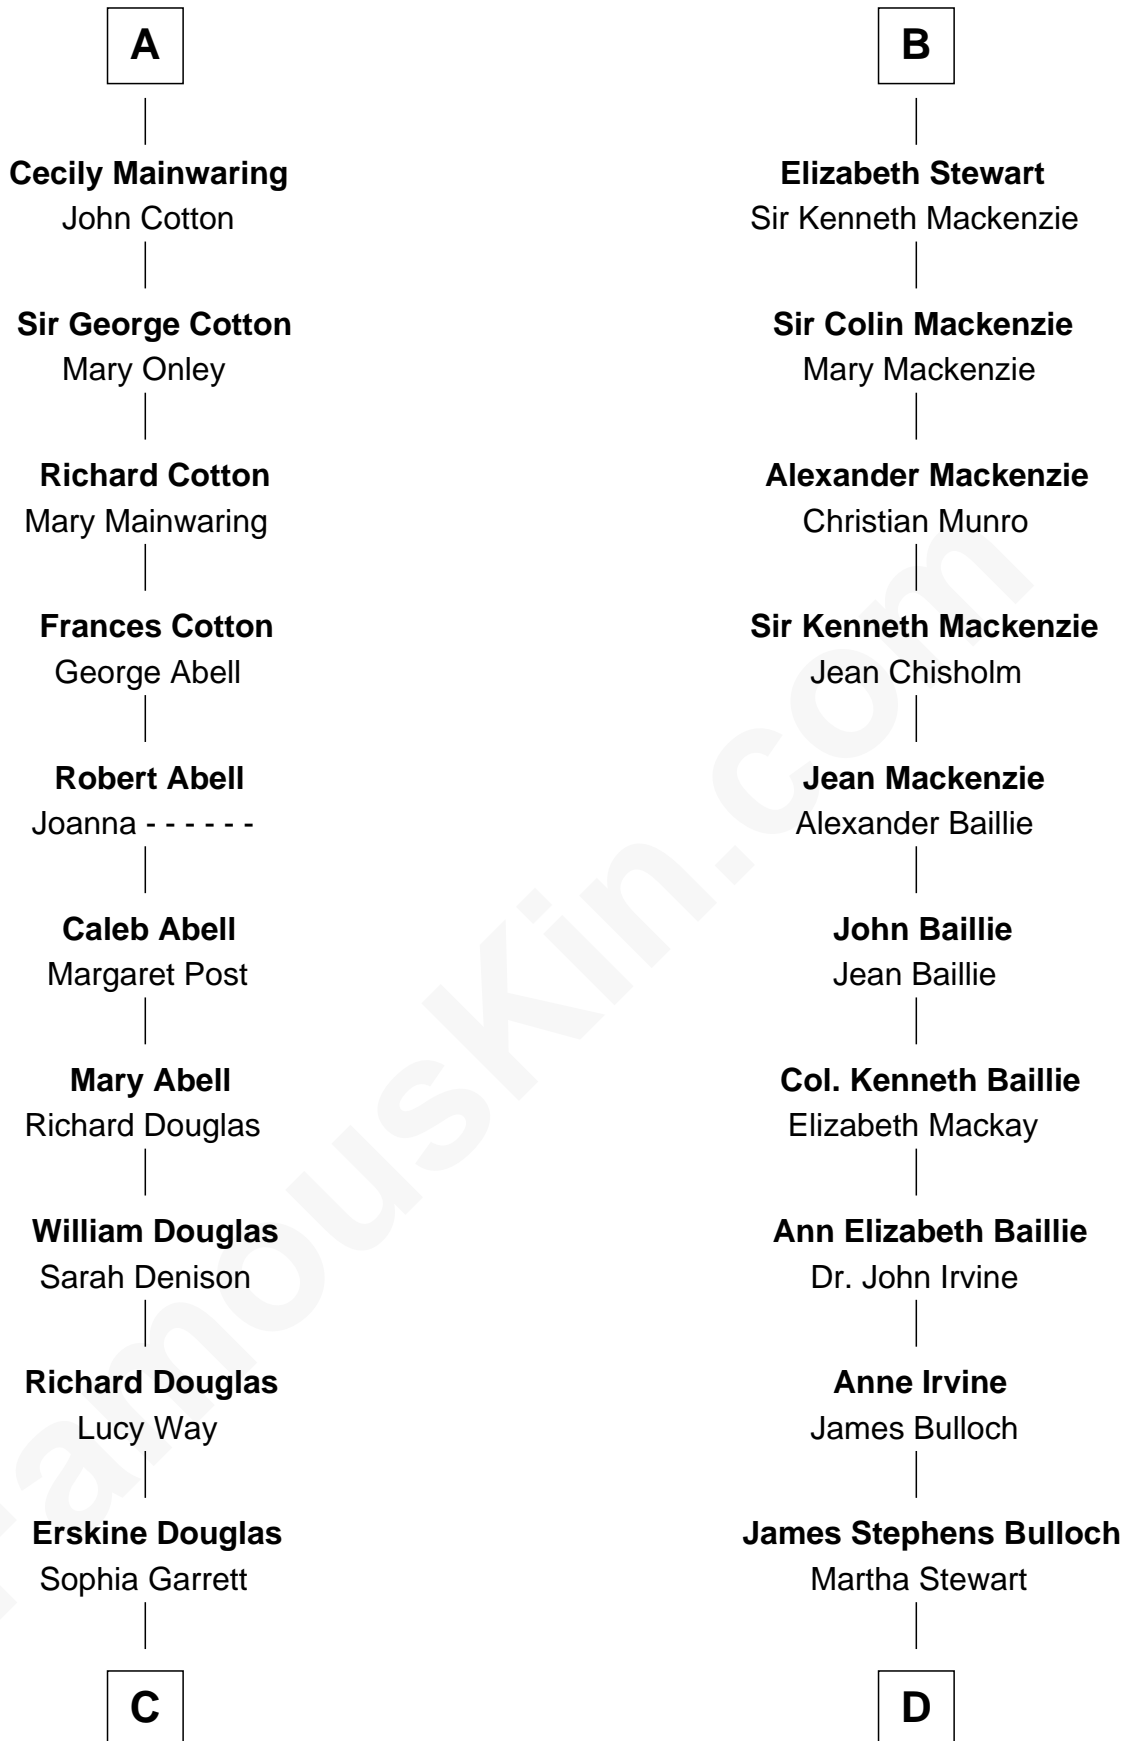 A
Cecily Mainwaring
John Cotton
Sir George Cotton
Mary Onley
Richard Cotton
Mary Mainwaring
Frances Cotton
George Abell
Robert Abell
Joanna - - - - - -
Caleb Abell
Margaret Post
Mary Abell
Richard Douglas
William Douglas
Sarah Denison
Richard Douglas
Lucy Way
Erskine Douglas
Sophia Garrett
C
B
Elizabeth Stewart
Sir Kenneth Mackenzie
Sir Colin Mackenzie
Mary Mackenzie
Alexander Mackenzie
Christian Munro
Sir Kenneth Mackenzie
Jean Chisholm
Jean Mackenzie
Alexander Baillie
John Baillie
Jean Baillie
Col. Kenneth Baillie
Elizabeth Mackay
Ann Elizabeth Baillie
Dr. John Irvine
Anne Irvine
James Bulloch
James Stephens Bulloch
Martha Stewart
D
FamousKin.com